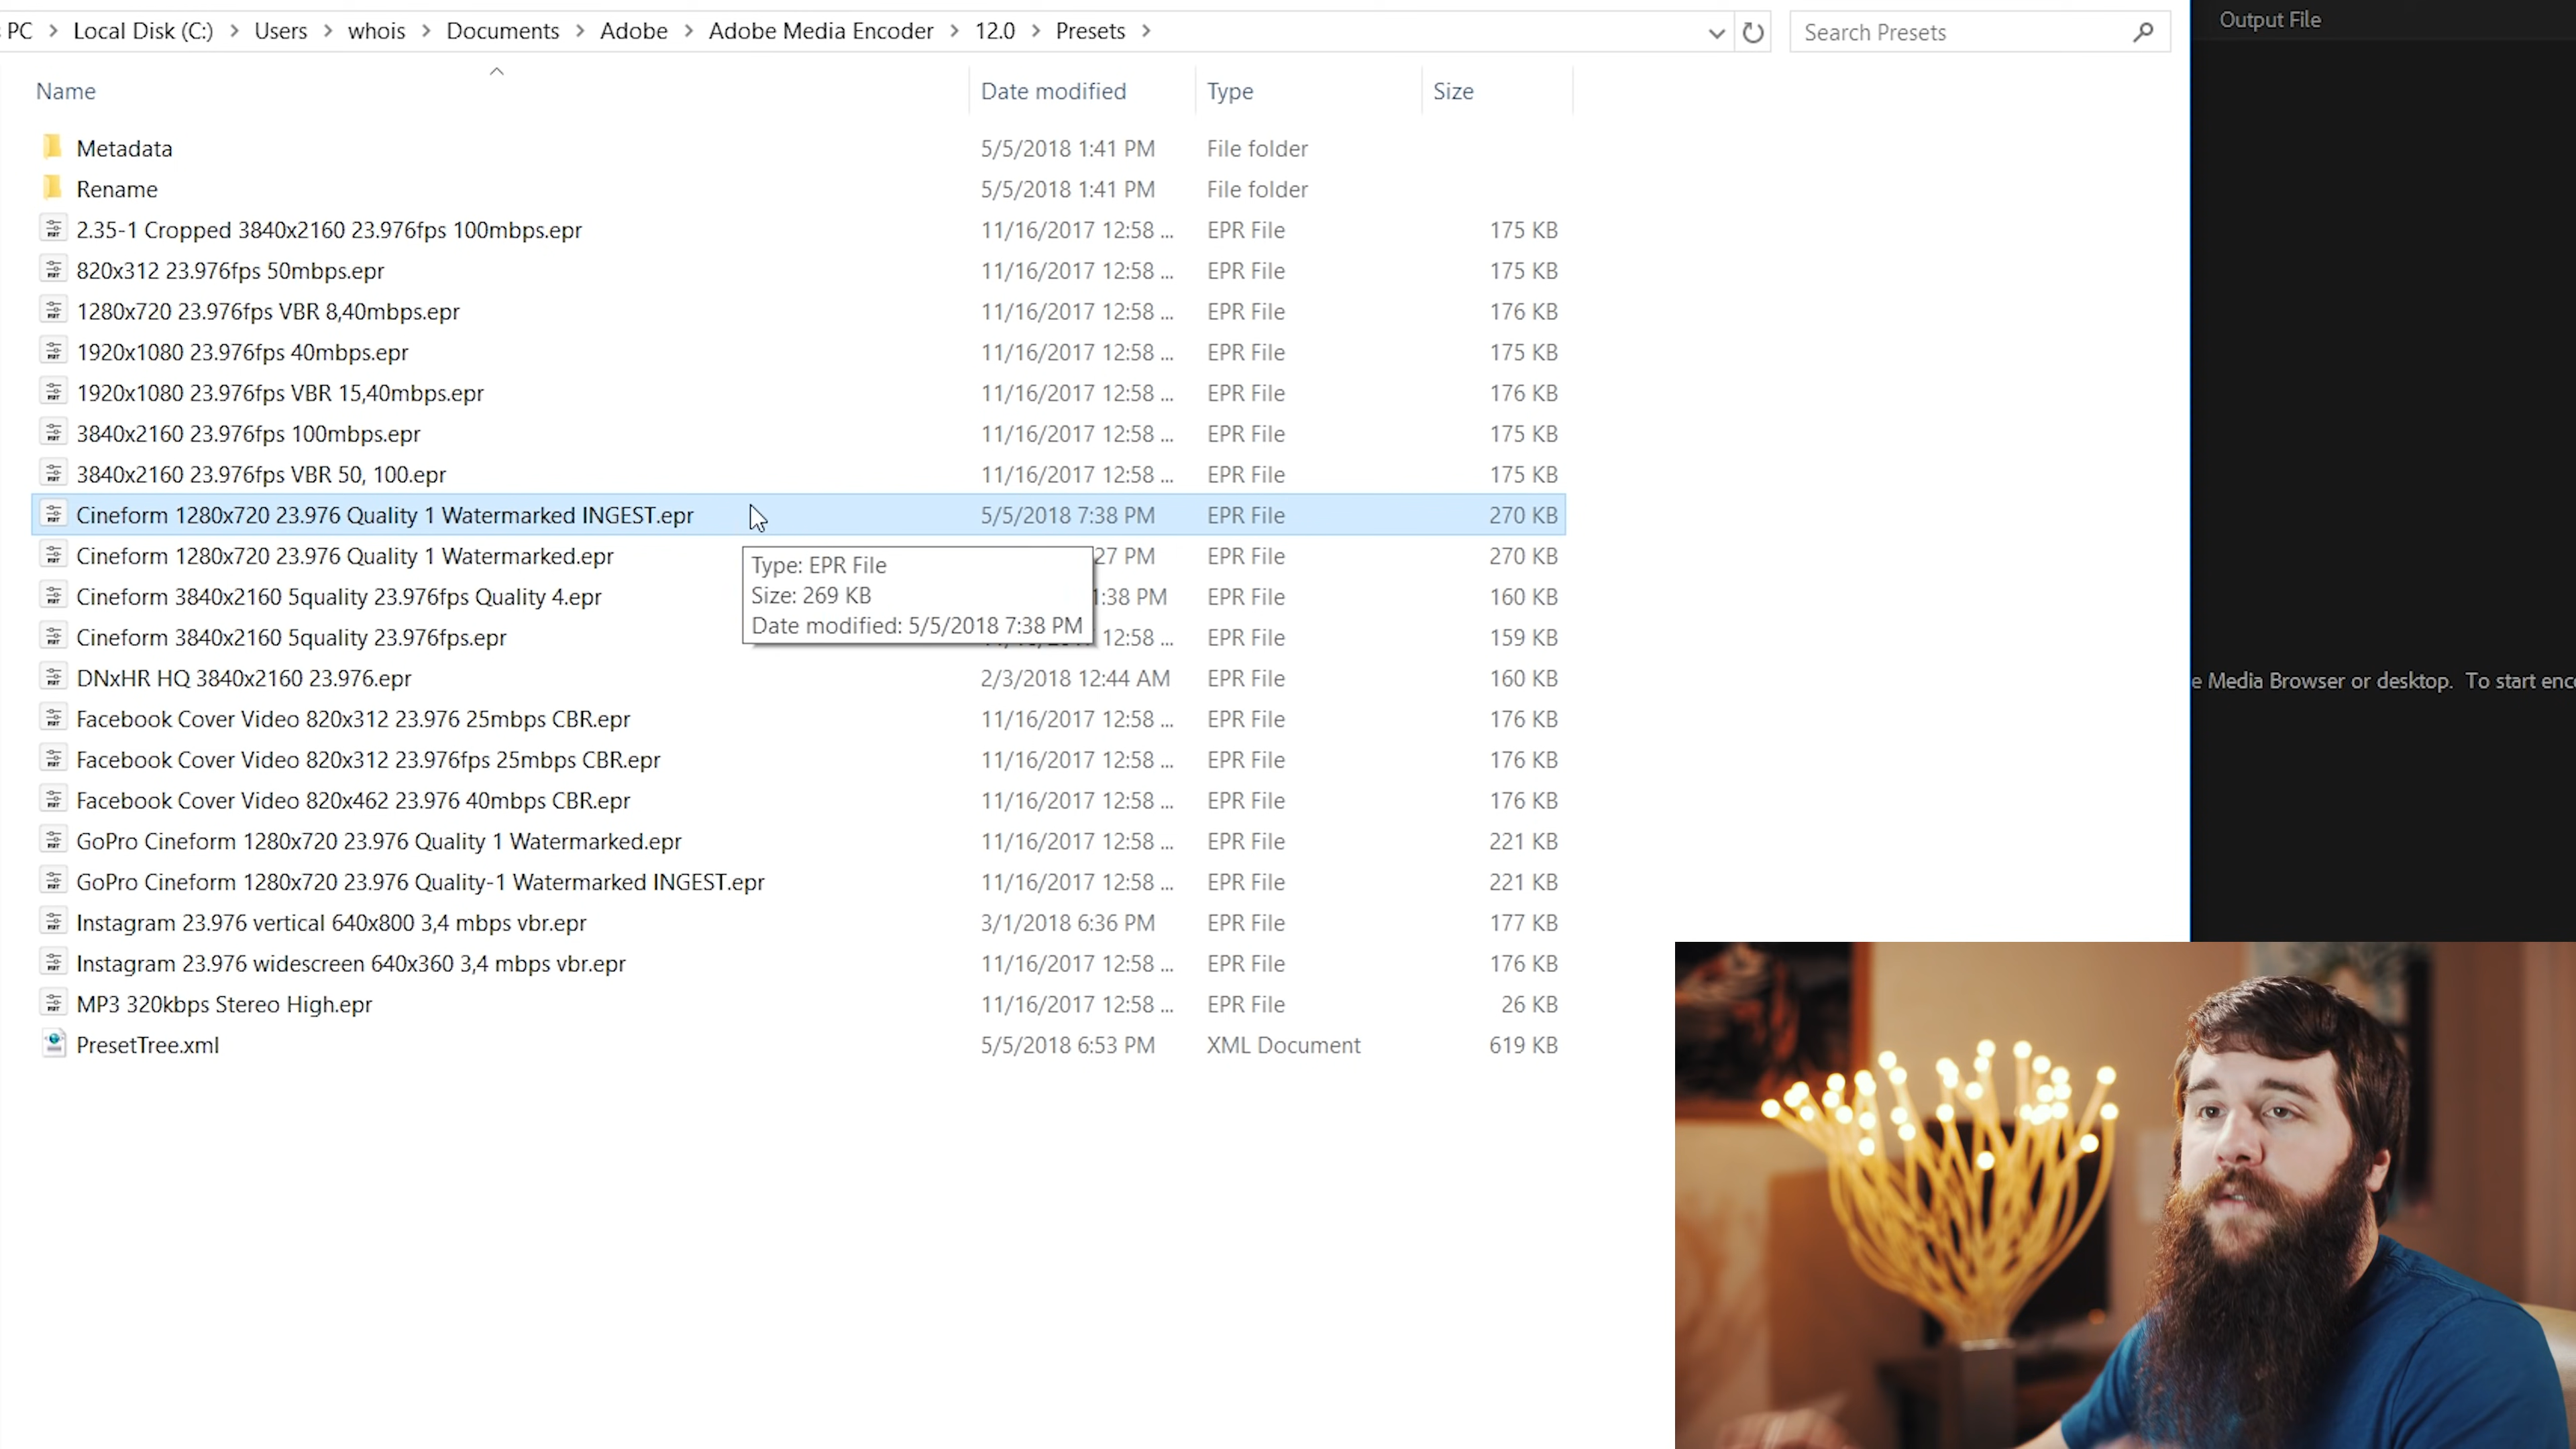 PC > Local Disk (C:) > Users > whois > Documents > Adobe > Adobe Media Encoder > 12.0 > Presets >
Search Presets
Output File
Name Date modified Type Size
Metadata 5/5/2018 1:41 PM File folder
Rename 5/5/2018 1:41 PM File folder
2.35-1 Cropped 3840x2160 23.976fps 100mbps.epr 11/16/2017 12:58 ... EPR File 175 KB
820x312 23.976fps 50mbps.epr 11/16/2017 12:58 ... EPR File 175 KB
1280x720 23.976fps VBR 8,40mbps.epr 11/16/2017 12:58 ... EPR File 176 KB
1920x1080 23.976fps 40mbps.epr 11/16/2017 12:58 ... EPR File 175 KB
1920x1080 23.976fps VBR 15,40mbps.epr 11/16/2017 12:58 ... EPR File 176 KB
3840x2160 23.976fps 100mbps.epr 11/16/2017 12:58 ... EPR File 175 KB
3840x2160 23.976fps VBR 50, 100.epr 11/16/2017 12:58 ... EPR File 175 KB
Cineform 1280x720 23.976 Quality 1 Watermarked INGEST.epr 5/5/2018 7:38 PM EPR File 270 KB
Cineform 1280x720 23.976 Quality 1 Watermarked.epr 27 PM EPR File 270 KB
Type: EPR File
Size: 269 KB
Date modified: 5/5/2018 7:38 PM
Cineform 3840x2160 5quality 23.976fps Quality 4.epr 1:38 PM EPR File 160 KB
Cineform 3840x2160 5quality 23.976fps.epr 12:58 ... EPR File 159 KB
DNxHR HQ 3840x2160 23.976.epr 2/3/2018 12:44 AM EPR File 160 KB
e Media Browser or desktop. To start enc
Facebook Cover Video 820x312 23.976 25mbps CBR.epr 11/16/2017 12:58 ... EPR File 176 KB
Facebook Cover Video 820x312 23.976fps 25mbps CBR.epr 11/16/2017 12:58 ... EPR File 176 KB
Facebook Cover Video 820x462 23.976 40mbps CBR.epr 11/16/2017 12:58 ... EPR File 176 KB
GoPro Cineform 1280x720 23.976 Quality 1 Watermarked.epr 11/16/2017 12:58 ... EPR File 221 KB
GoPro Cineform 1280x720 23.976 Quality-1 Watermarked INGEST.epr 11/16/2017 12:58 ... EPR File 221 KB
Instagram 23.976 vertical 640x800 3,4 mbps vbr.epr 3/1/2018 6:36 PM EPR File 177 KB
Instagram 23.976 widescreen 640x360 3,4 mbps vbr.epr 11/16/2017 12:58 ... EPR File 176 KB
MP3 320kbps Stereo High.epr 11/16/2017 12:58 ... EPR File 26 KB
PresetTree.xml 5/5/2018 6:53 PM XML Document 619 KB